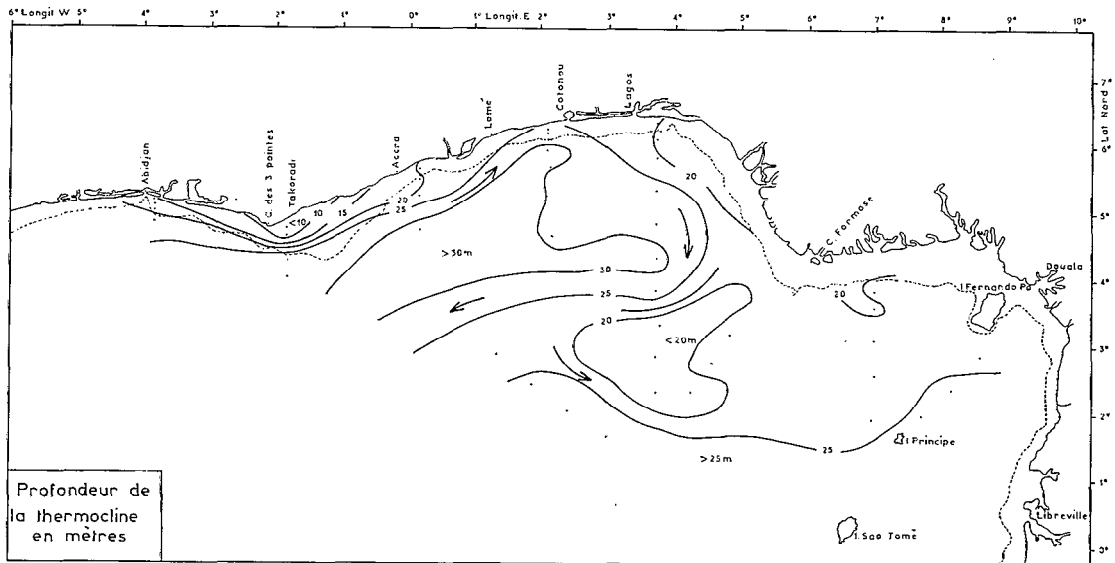 6° Longit W 5° 4° 3° 2° 1° 0° 1° Longit. E 2° 3° 4° 5° 6° 7° 8° 9° 10°
7°
Lat Nord
6°
5°
4°
3°
2°
1°
0°
Abidjan
C. des 3 pointes
Takoradi
Accra
Lomé
Cotonou
Lagos
C. Formose
Douala
I. Fernando Po
<10
10
15
20
25
20
>30m
30
25
20
<20m
20
25
>25m
I. Principe
I. Sao Tomé
Libreville
Profondeur de
la thermocline
en mètres